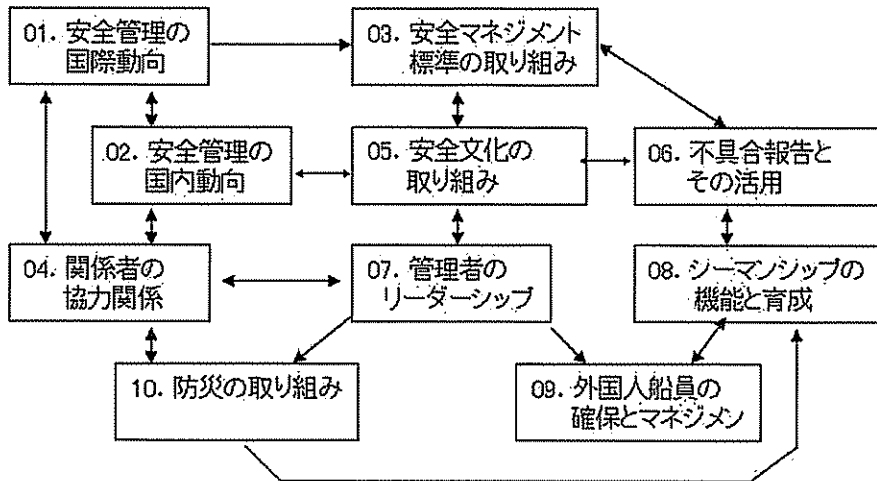 01. 安全管理の
国際動向
03. 安全マネジメント
標準の取り組み
02. 安全管理の
国内動向
05. 安全文化の
取り組み
06. 不具合報告と
その活用
04. 関係者の
協力関係
07. 管理者の
リーダーシップ
08. シーマンシップの
機能と育成
10. 防災の取り組み
09. 外国人船員の
確保とマネジメン